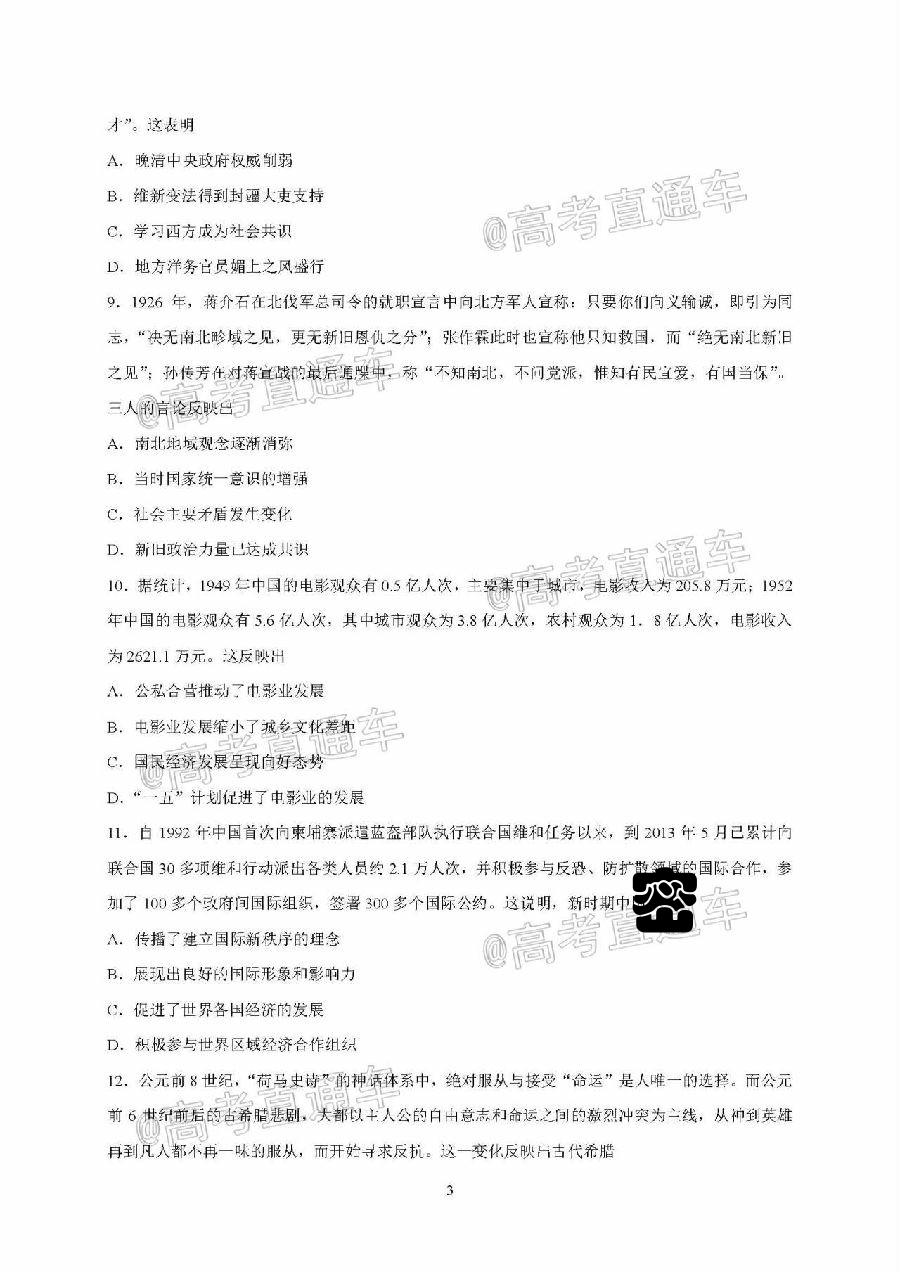 才”。这表明
A．晚清中央政府权威削弱
B．维新变法得到封疆大吏支持
C．学习西方成为社会共识
D．地方洋务官员媚上之风盛行
9．1926 年，蒋介石在北伐军总司令的就职宣言中向北方军人宣称：只要你们向义输诚，即引为同
志，“决无南北畛域之见，更无新旧恩仇之分”；张作霖此时也宣称他只知救国，而“绝无南北新旧
之见”；孙传芳在对蒋宣战的最后通牒中，称“不知南北，不问党派，惟知有民宜爱，有国当保”。
三人的言论反映出
A．南北地域观念逐渐消弥
B．当时国家统一意识的增强
C．社会主要矛盾发生变化
D．新旧政治力量已达成共识
10．据统计，1949 年中国的电影观众有 0.5 亿人次，主要集中于城市，电影收入为 205.8 万元；1952
年中国的电影观众有 5.6 亿人次，其中城市观众为 3.8 亿人次，农村观众为 1．8 亿人次，电影收入
为 2621.1 万元。这反映出
A．公私合营推动了电影业发展
B．电影业发展缩小了城乡文化差距
C．国民经济发展呈现向好态势
D．“一五”计划促进了电影业的发展
11．自 1992 年中国首次向柬埔寨派遣蓝盔部队执行联合国维和任务以来，到 2013 年 5 月已累计向
联合国 30 多项维和行动派出各类人员约 2.1 万人次，并积极参与反恐、防扩散领域的国际合作，参
加了 100 多个政府间国际组织，签署 300 多个国际公约。这说明，新时期中
A．传播了建立国际新秩序的理念
B．展现出良好的国际形象和影响力
C．促进了世界各国经济的发展
D．积极参与世界区域经济合作组织
12．公元前 8 世纪，“荷马史诗”的神话体系中，绝对服从与接受“命运”是人唯一的选择。而公元
前 6 世纪前后的古希腊悲剧，大都以主人公的自由意志和命运之间的激烈冲突为主线，从神到英雄
再到凡人都不再一味的服从，而开始寻求反抗。这一变化反映出古代希腊
3
@高考直通车
@高考直通车
@高考直通车
@高考直通车
@高考直通车
@高考直通车